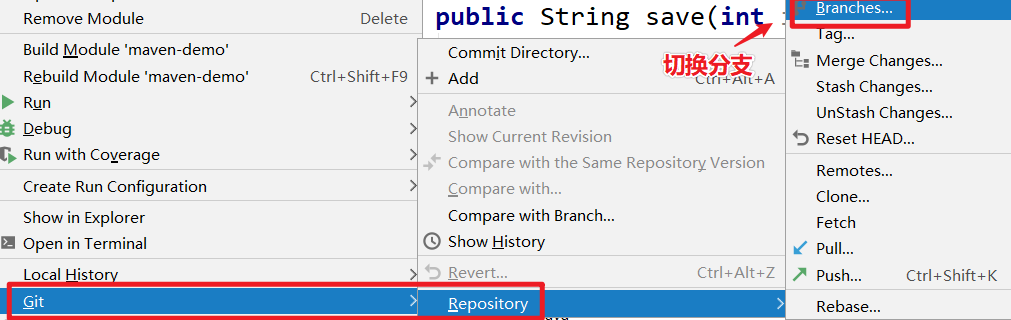 Remove Module Delete
Build Module 'maven-demo'
Rebuild Module 'maven-demo' Ctrl+Shift+F9
Run
Debug
Run with Coverage
Create Run Configuration
Show in Explorer
Open in Terminal
Local History
Git
public String save(int
切换分支
Commit Directory...
Add Ctrl+Alt+A
Annotate
Show Current Revision
Compare with the Same Repository Version
Compare with...
Compare with Branch...
Show History
Revert... Ctrl+Alt+Z
Repository
Branches...
Tag...
Merge Changes...
Stash Changes...
UnStash Changes...
Reset HEAD...
Remotes...
Clone...
Fetch
Pull...
Push... Ctrl+Shift+K
Rebase...